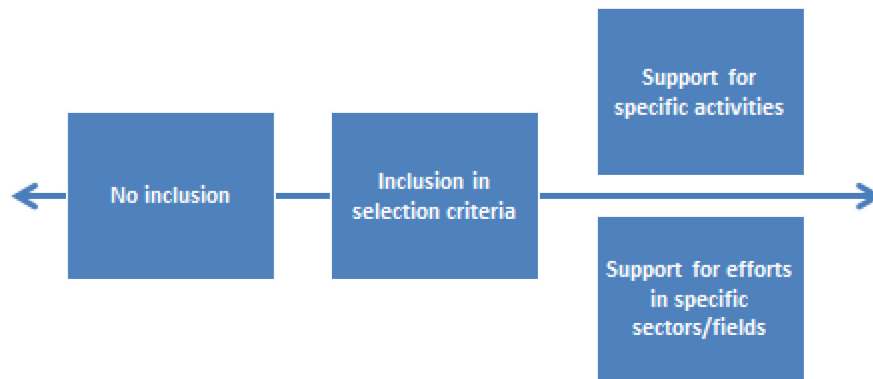 No inclusion
Inclusion in
selection criteria
Support for
specific activities
Support for efforts
in specific
sectors/fields